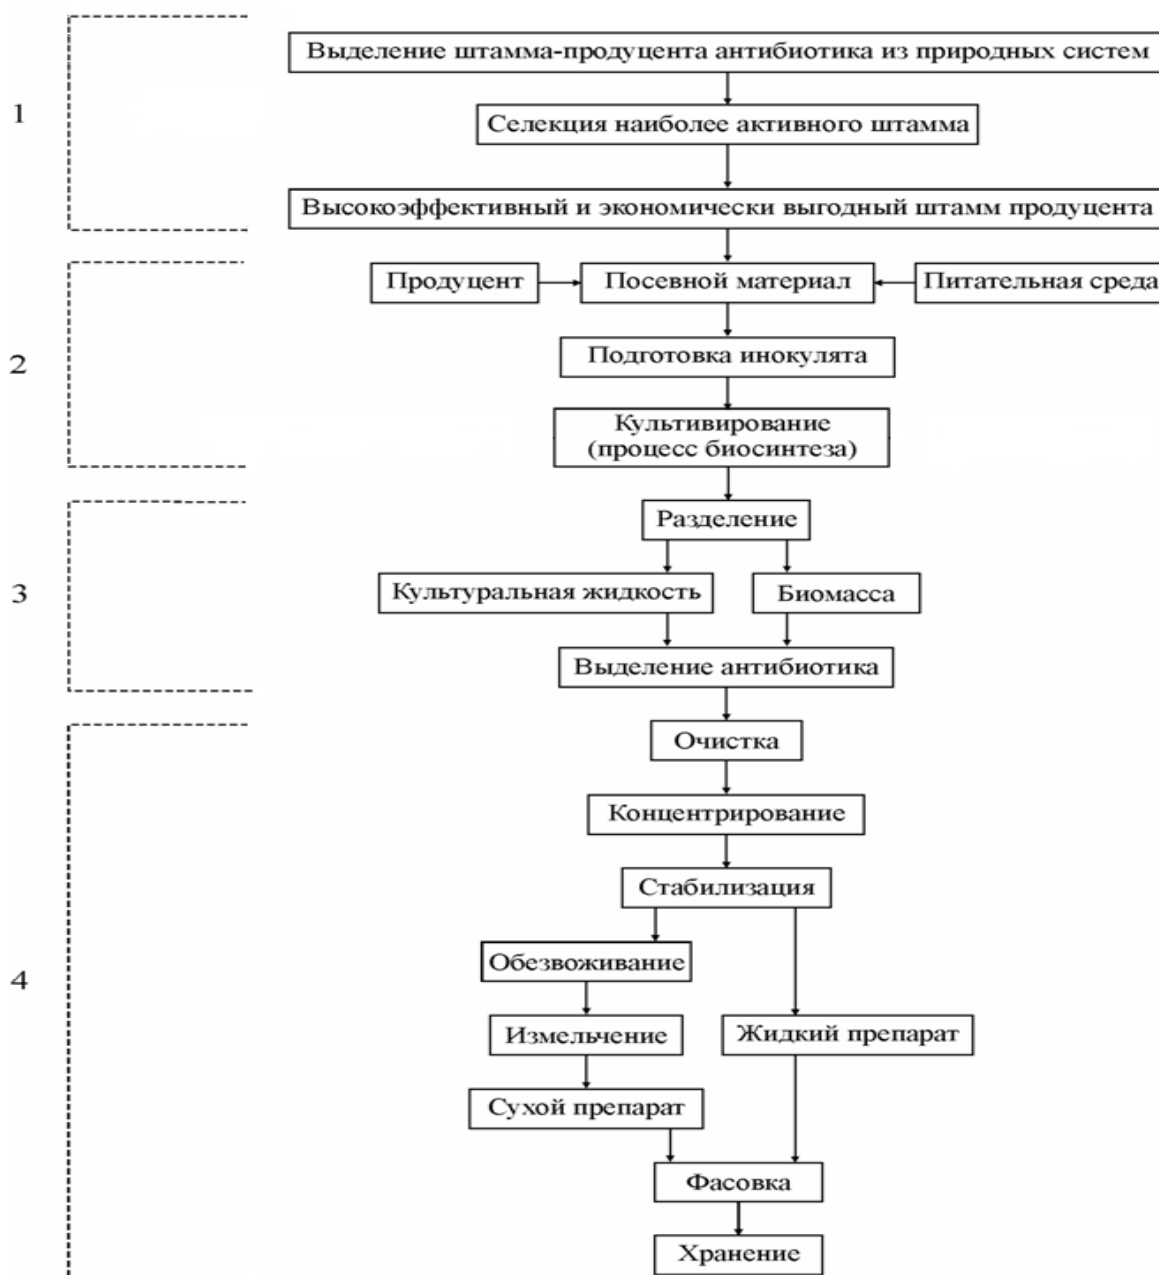 Выделение штамма-продуцента антибиотика из природных систем
1
Селекция наиболее активного штамма
Высокоэффективный и экономически выгодный штамм продуцента
Продуцент
Посевной материал
Питательная среда
2
Подготовка инокулята
Культивирование
(процесс биосинтеза)
Разделение
3
Культуральная жидкость
Биомасса
Выделение антибиотика
Очистка
Концентрирование
Стабилизация
4
Обезвоживание
Измельчение
Жидкий препарат
Сухой препарат
Фасовка
Хранение